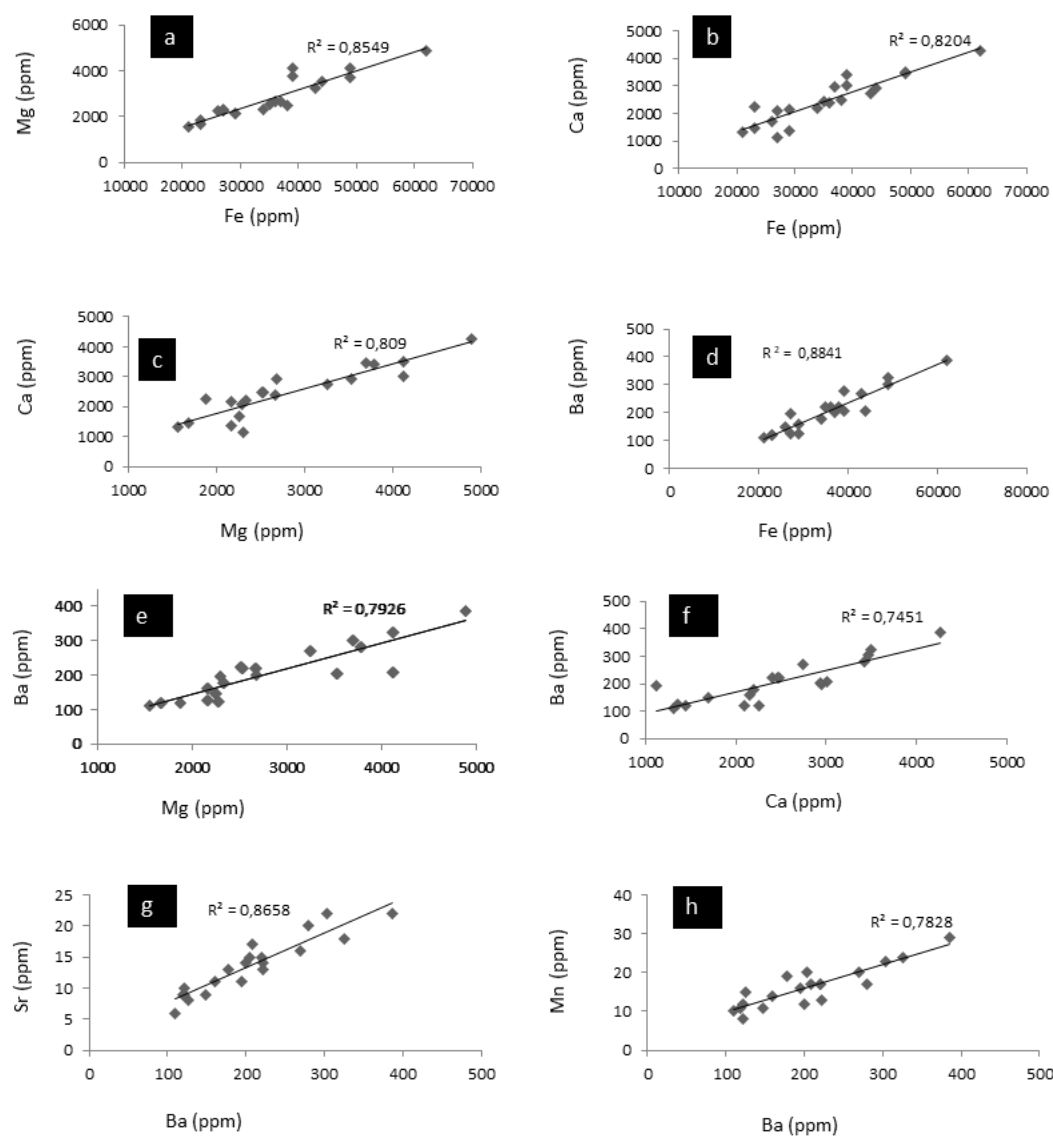 a
R² = 0,8549
Mg (ppm)
6000
4000
2000
0
10000 20000 30000 40000 50000 60000 70000
Fe (ppm)
b
R² = 0,8204
Ca (ppm)
5000
4000
3000
2000
1000
0
10000 20000 30000 40000 50000 60000 70000
Fe (ppm)
c
R² = 0,809
Ca (ppm)
5000
4000
3000
2000
1000
0
1000 2000 3000 4000 5000
Mg (ppm)
d
R² = 0,8841
Ba (ppm)
500
400
300
200
100
0
0 20000 40000 60000 80000
Fe (ppm)
e
R² = 0,7926
Ba (ppm)
400
300
200
100
0
1000 2000 3000 4000 5000
Mg (ppm)
f
R² = 0,7451
Ba (ppm)
500
400
300
200
100
0
1000 2000 3000 4000 5000
Ca (ppm)
g
R² = 0,8658
Sr (ppm)
25
20
15
10
5
0
0 100 200 300 400 500
Ba (ppm)
h
R² = 0,7828
Mn (ppm)
40
30
20
10
0
0 100 200 300 400 500
Ba (ppm)